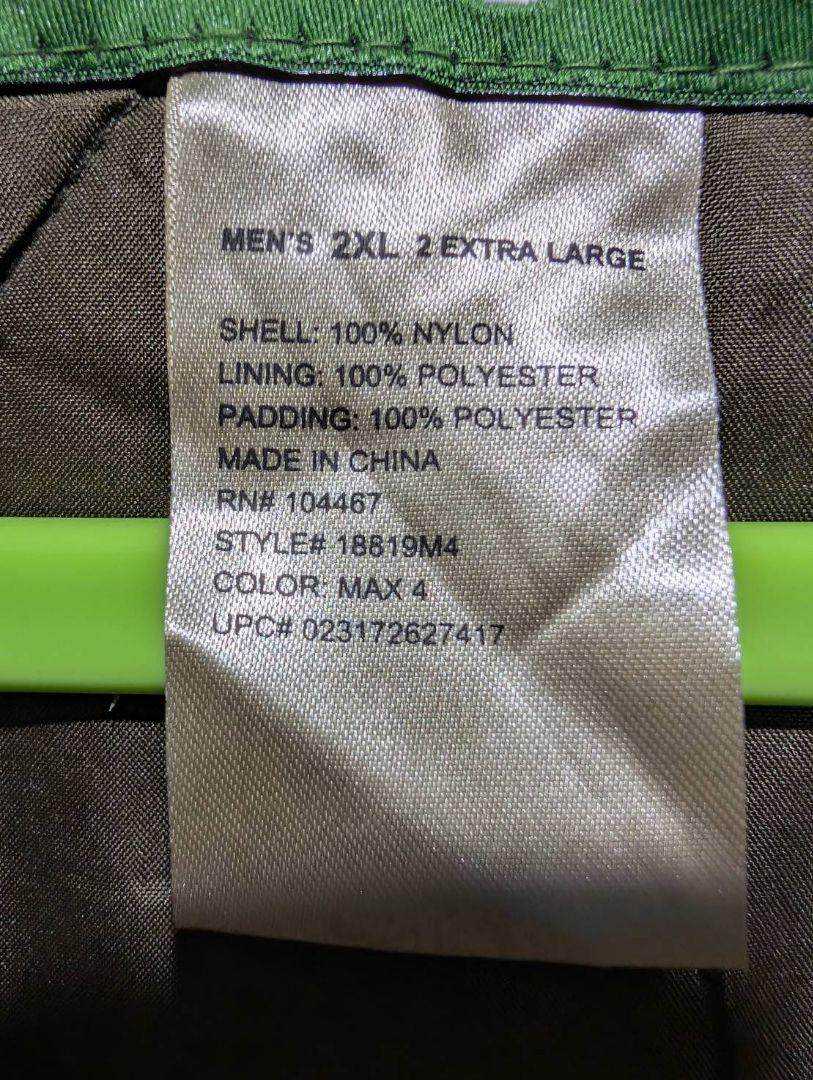 MEN'S 2XL 2 EXTRA LARGE
SHELL: 100% NYLON
LINING: 100% POLYESTER
PADDING: 100% POLYESTER
MADE IN CHINA
RN# 104467
STYLE# 18619M4
COLOR: MAX 4
UPC# 023172627417